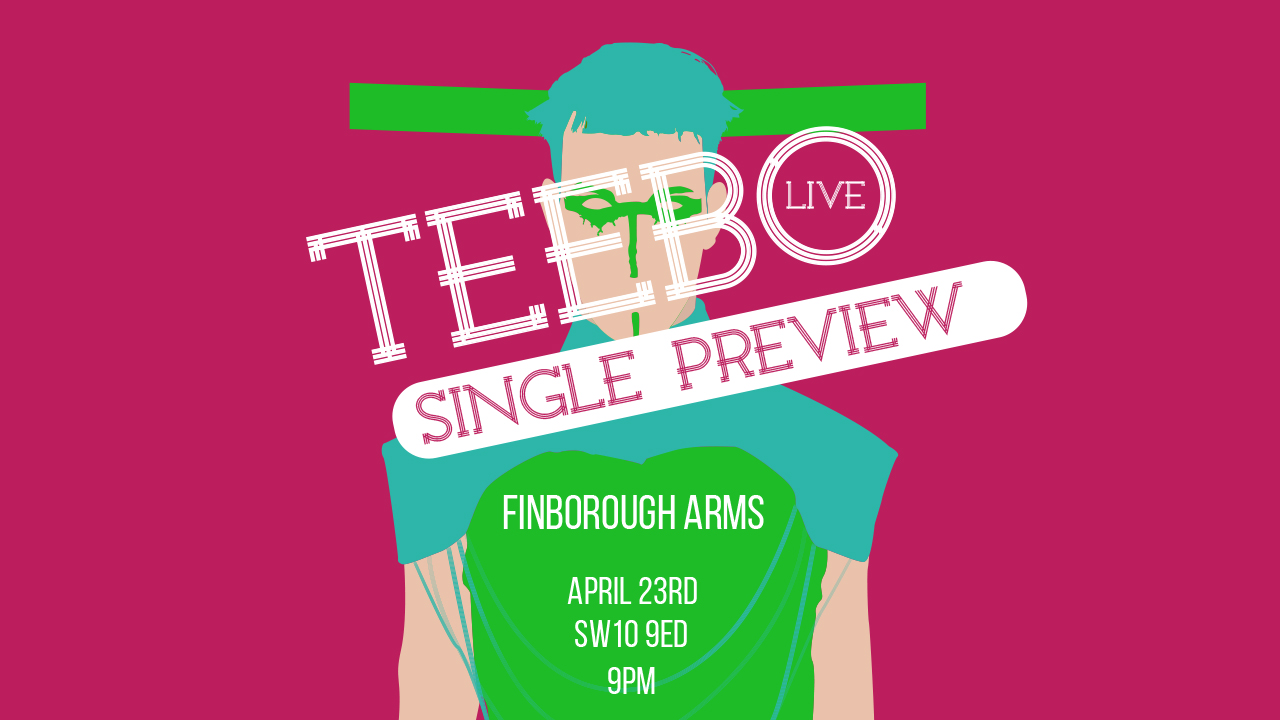 TEEBO
LIVE
SINGLE PREVIEW
FINBOROUGH ARMS
APRIL 23RD
SW10 9ED
9PM